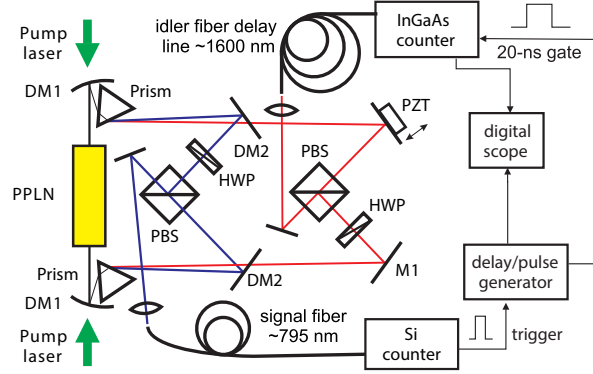 Pump
laser
idler fiber delay
line ~1600 nm
InGaAs
counter
20-ns gate
DM1
Prism
PZT
DM2
HWP
PBS
digital
scope
PPLN
PBS
HWP
Prism
DM2
M1
DM1
delay/pulse
generator
signal fiber
~795 nm
Pump
laser
Si
counter
trigger